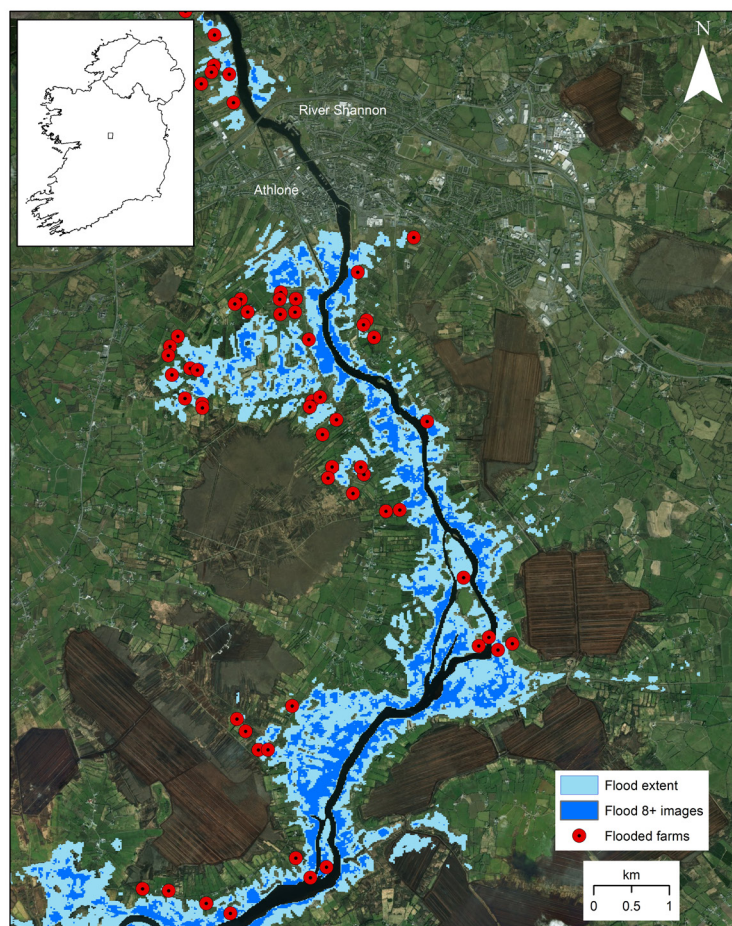 N
River Shannon
Athlone
Flood extent
Flood 8+ images
Flooded farms
km
0 0.5 1